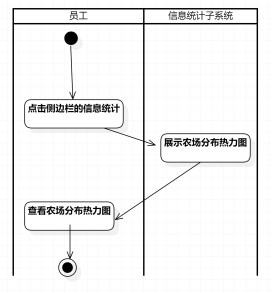 员工
信息统计子系统
点击侧边栏的信息统计
展示农场分布热力图
查看农场分布热力图